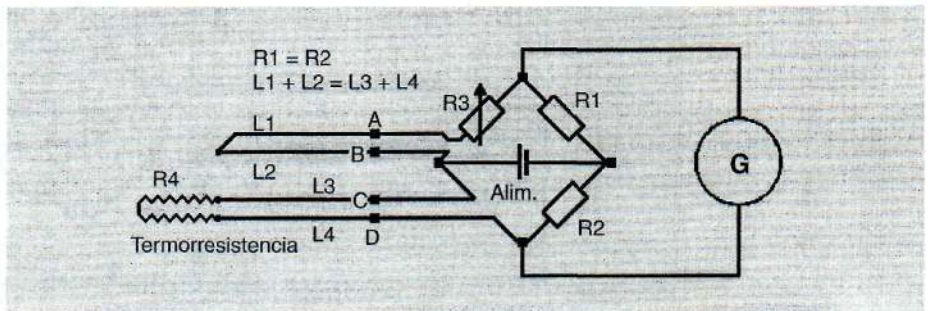 R1 = R2
L1 + L2 = L3 + L4
R3
R1
A
L1
B
L2
G
Alim.
R4
L3
C
R2
L4
D
Termorresistencia